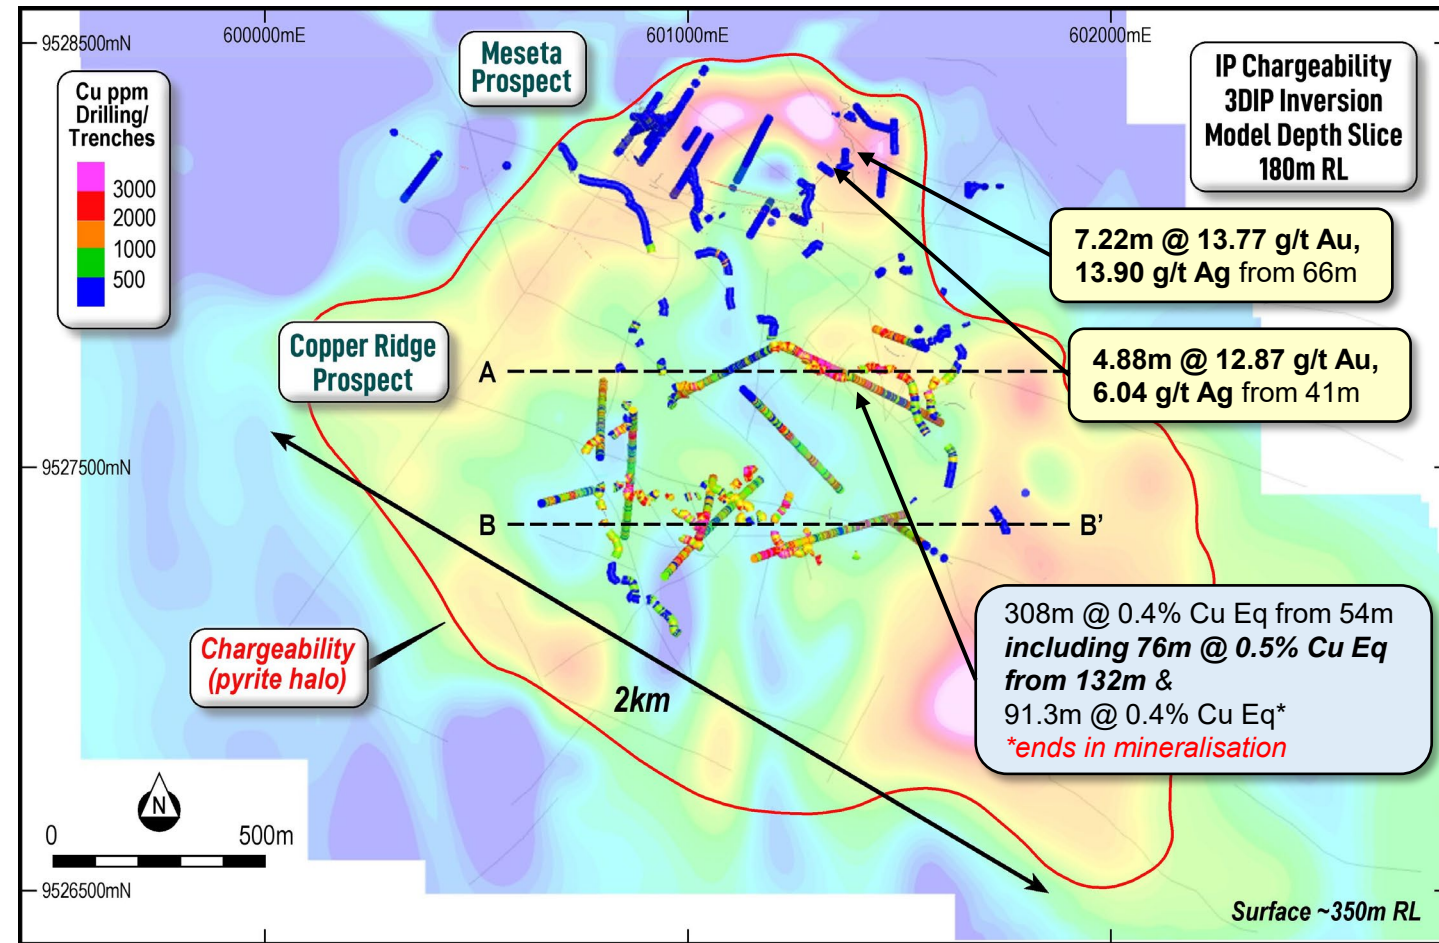 600000mE
601000mE
602000mE
9528500mN
9527500mN
9526500mN
Meseta
Prospect
IP Chargeability
3DIP Inversion
Model Depth Slice
180m RL
Cu ppm
Drilling/
Trenches
3000
2000
1000
500
7.22m @ 13.77 g/t Au,
13.90 g/t Ag from 66m
4.88m @ 12.87 g/t Au,
6.04 g/t Ag from 41m
Copper Ridge
Prospect
A
B
B’
308m @ 0.4% Cu Eq from 54m
including 76m @ 0.5% Cu Eq
from 132m &
91.3m @ 0.4% Cu Eq*
*ends in mineralisation
Chargeability
(pyrite halo)
2km
N
0
500m
Surface ~350m RL